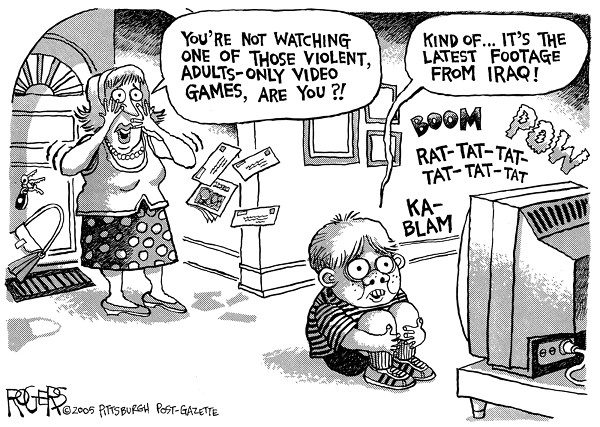 YOU'RE NOT WATCHING
ONE OF THOSE VIOLENT,
ADULTS-ONLY VIDEO
GAMES, ARE YOU?!
KIND OF... IT'S THE
LATEST FOOTAGE
FROM IRAQ!
BOOM
POW
RAT-TAT-TAT-
TAT-TAT-TAT
KA-
BLAM
ROGERS
©2005 PITTSBURGH POST-GAZETTE